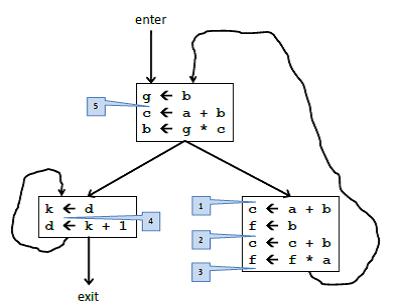 enter
g ← b
5
c ← a + b
b ← g * c
k ← d
4
d ← k + 1
1
c ← a + b
f ← b
2
c ← c + b
3
f ← f * a
exit